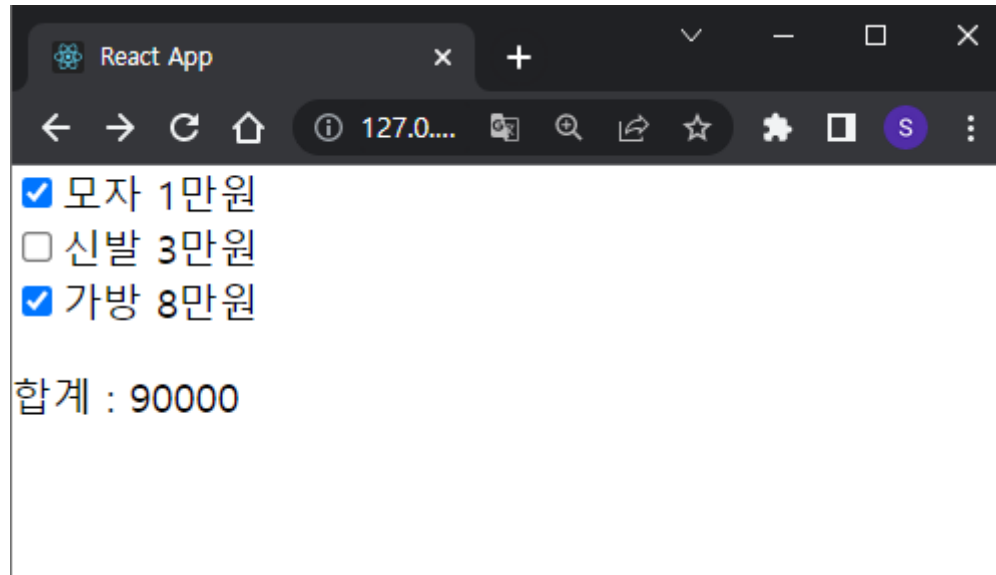 React App
127.0....
S
모자 1만원
신발 3만원
가방 8만원
합계 : 90000